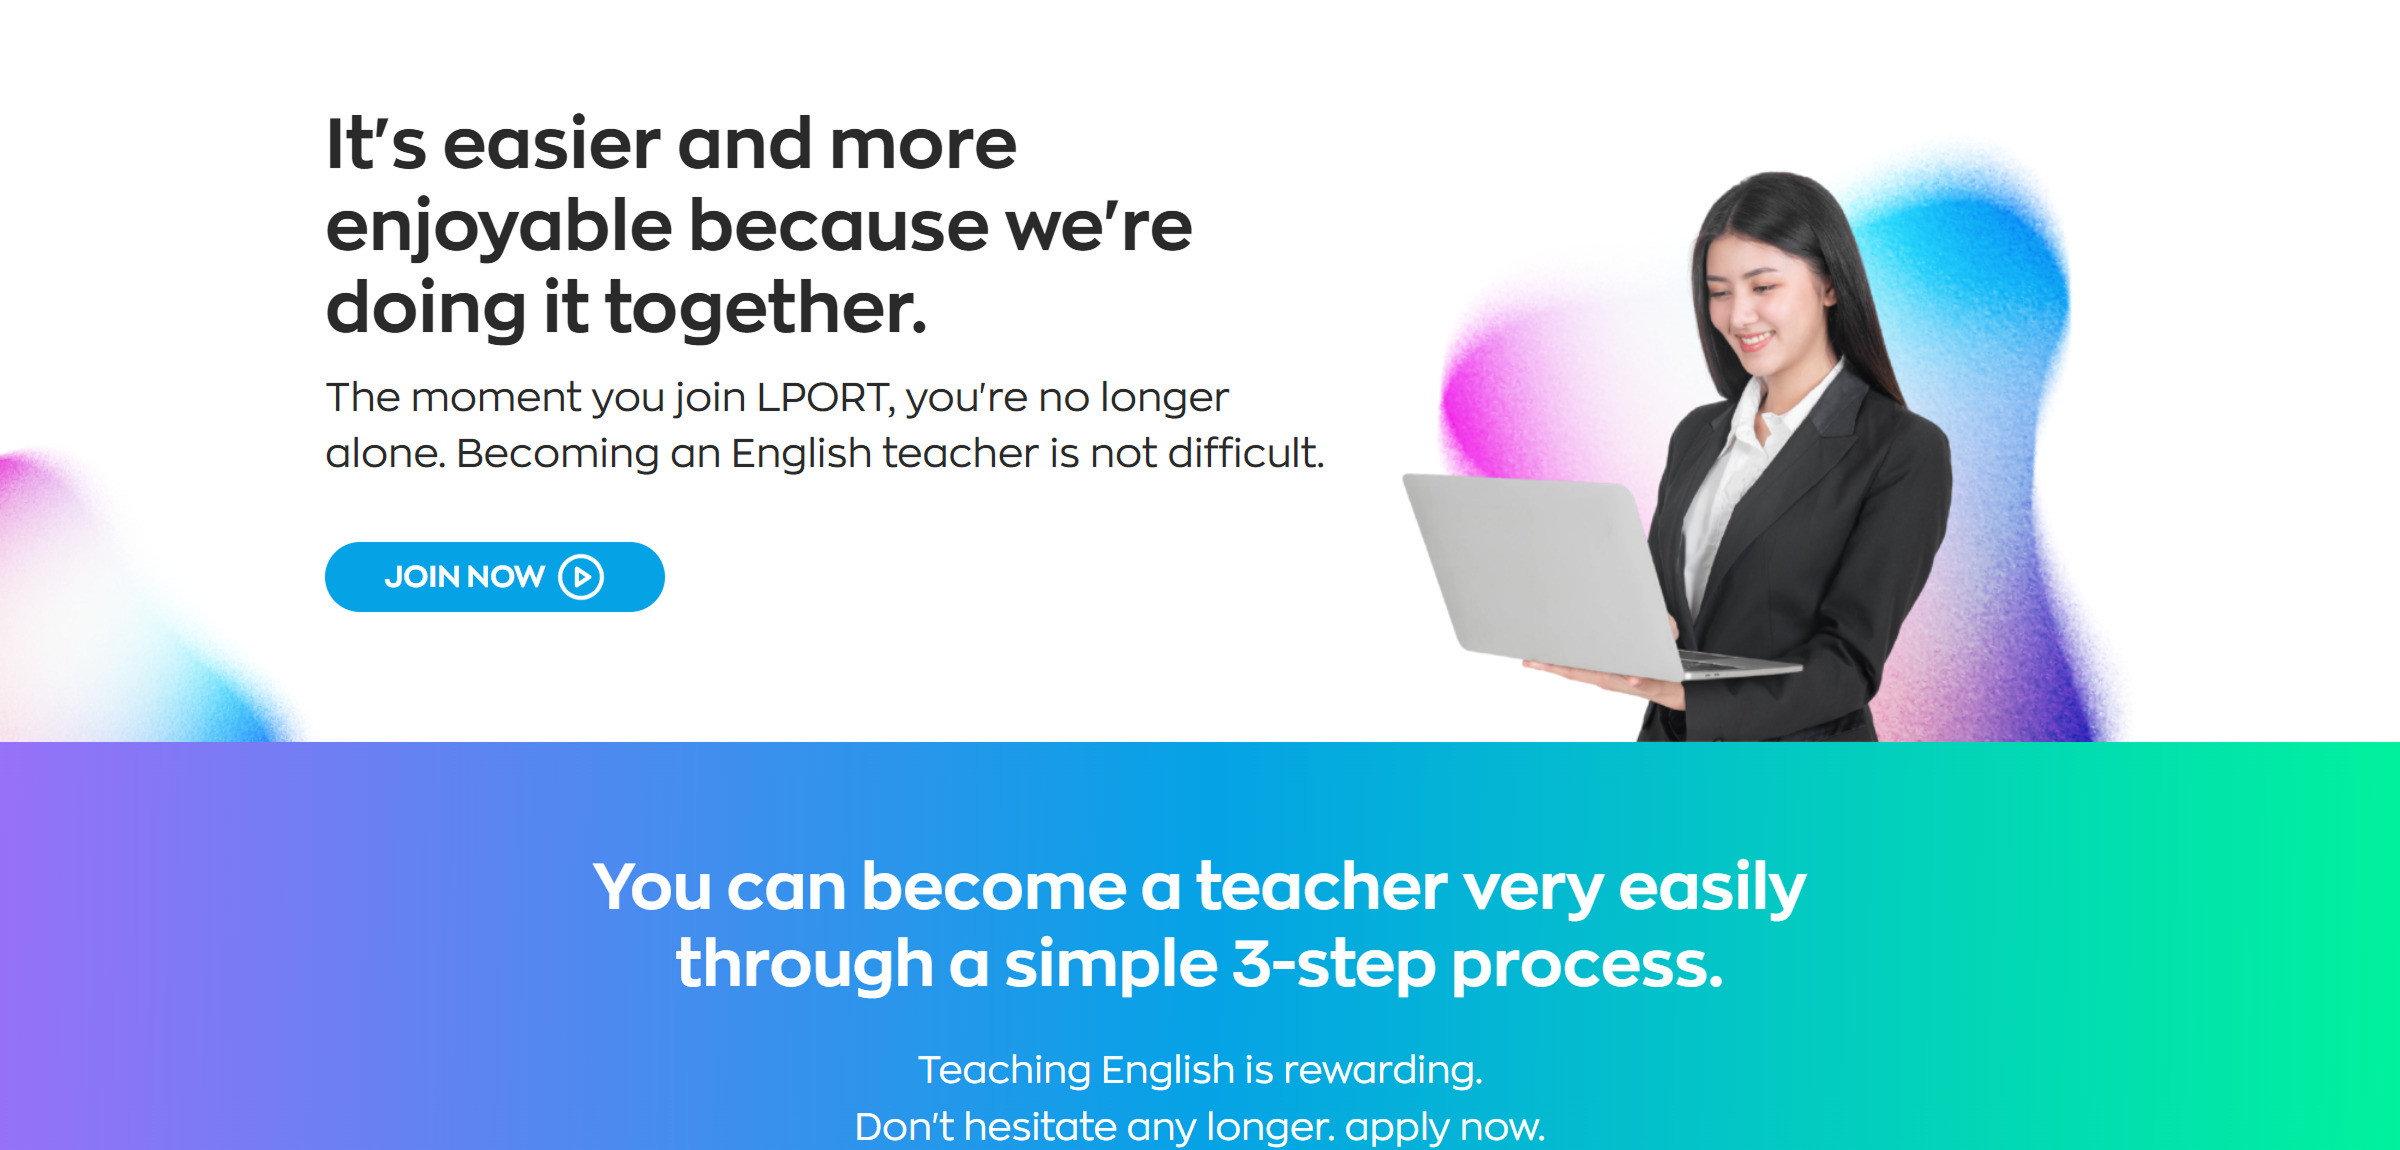 It's easier and more
enjoyable because we're
doing it together.
The moment you join LPORT, you're no longer
alone. Becoming an English teacher is not difficult.
JOIN NOW
You can become a teacher very easily
through a simple 3-step process.
Teaching English is rewarding.
Don't hesitate any longer. apply now.